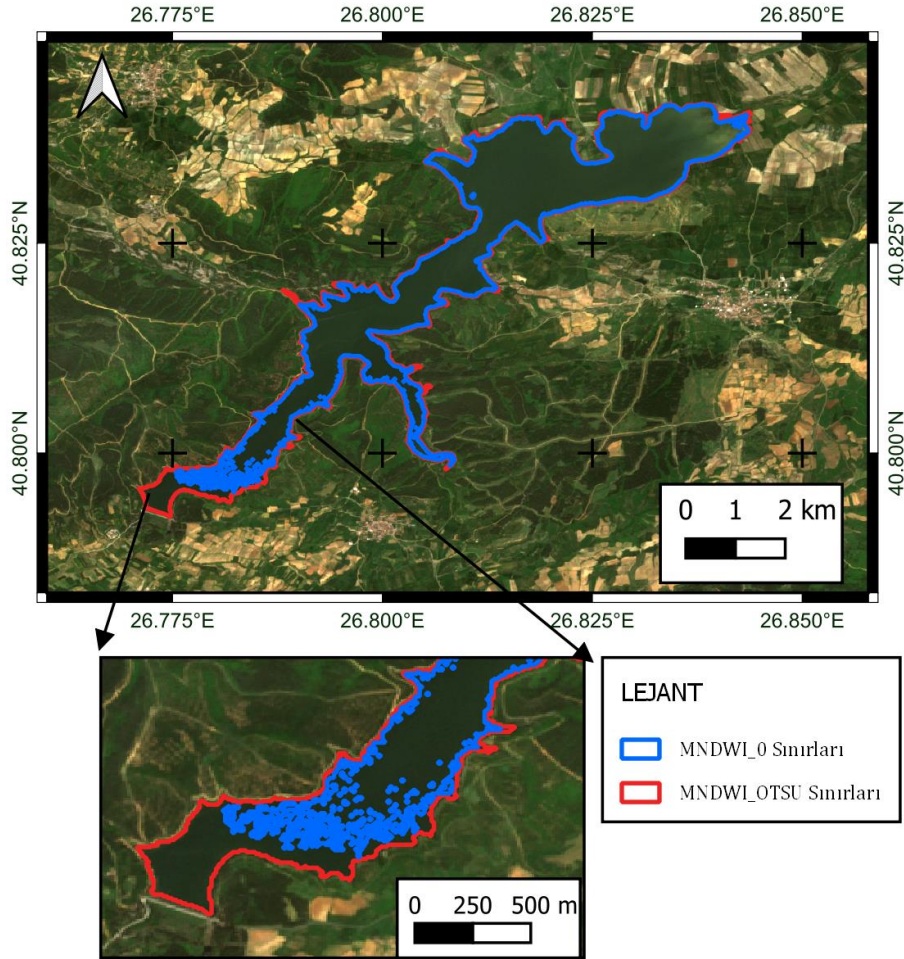 26.775°E 26.800°E 26.825°E 26.850°E
40.825°N
40.825°N
40.800°N
40.800°N
0 1 2 km
26.775°E 26.800°E 26.825°E 26.850°E
LEJANT
MNDWI_0 Sınırları
MNDWI_OTSU Sınırları
0 250 500 m